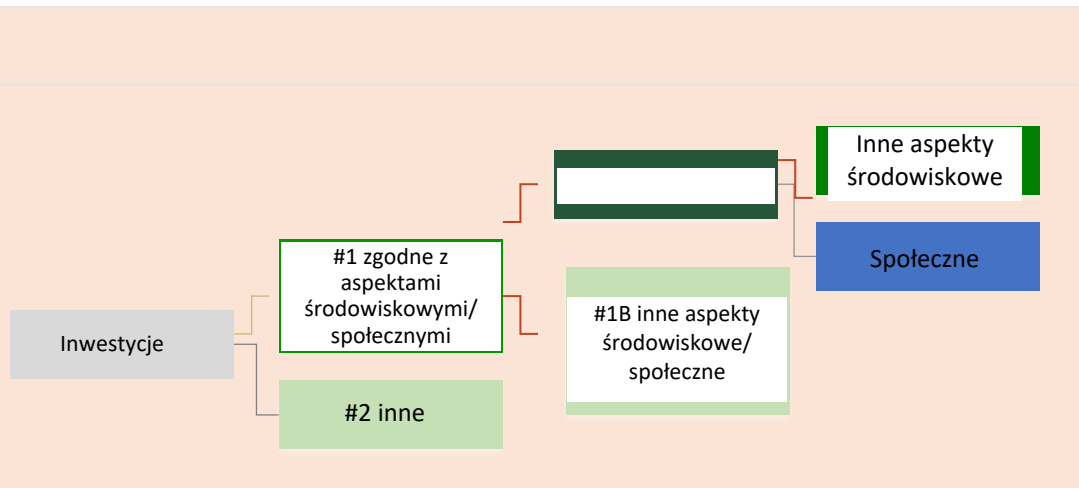 Inwestycje
#1 zgodne z
aspektami
środowiskowymi/
społecznymi
#2 inne
#1B inne aspekty
środowiskowe/
społeczne
Inne aspekty
środowiskowe
Społeczne